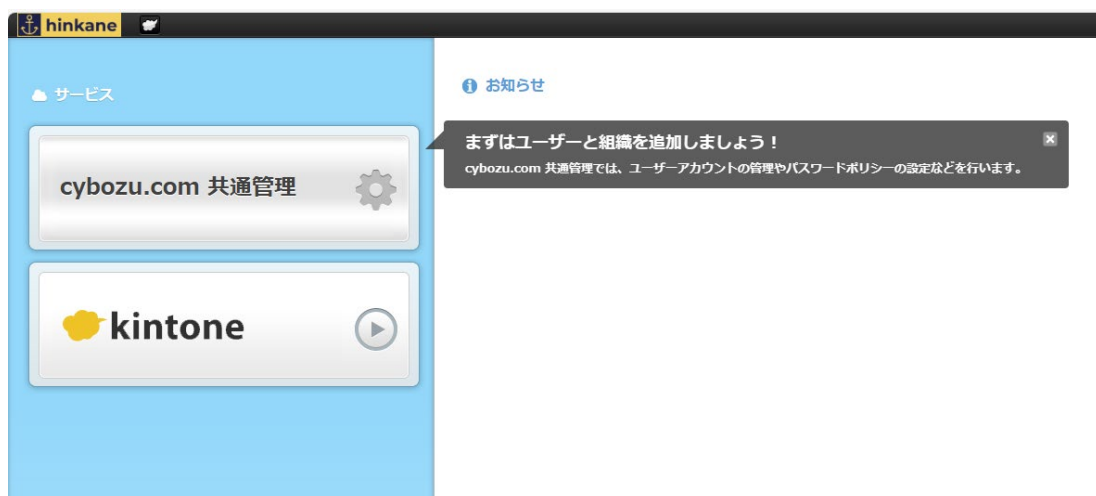 hinkane
サービス
cybozu.com 共通管理
kintone
お知らせ
まずはユーザーと組織を追加しましょう！
cybozu.com 共通管理では、ユーザーアカウントの管理やパスワードポリシーの設定などを行います。